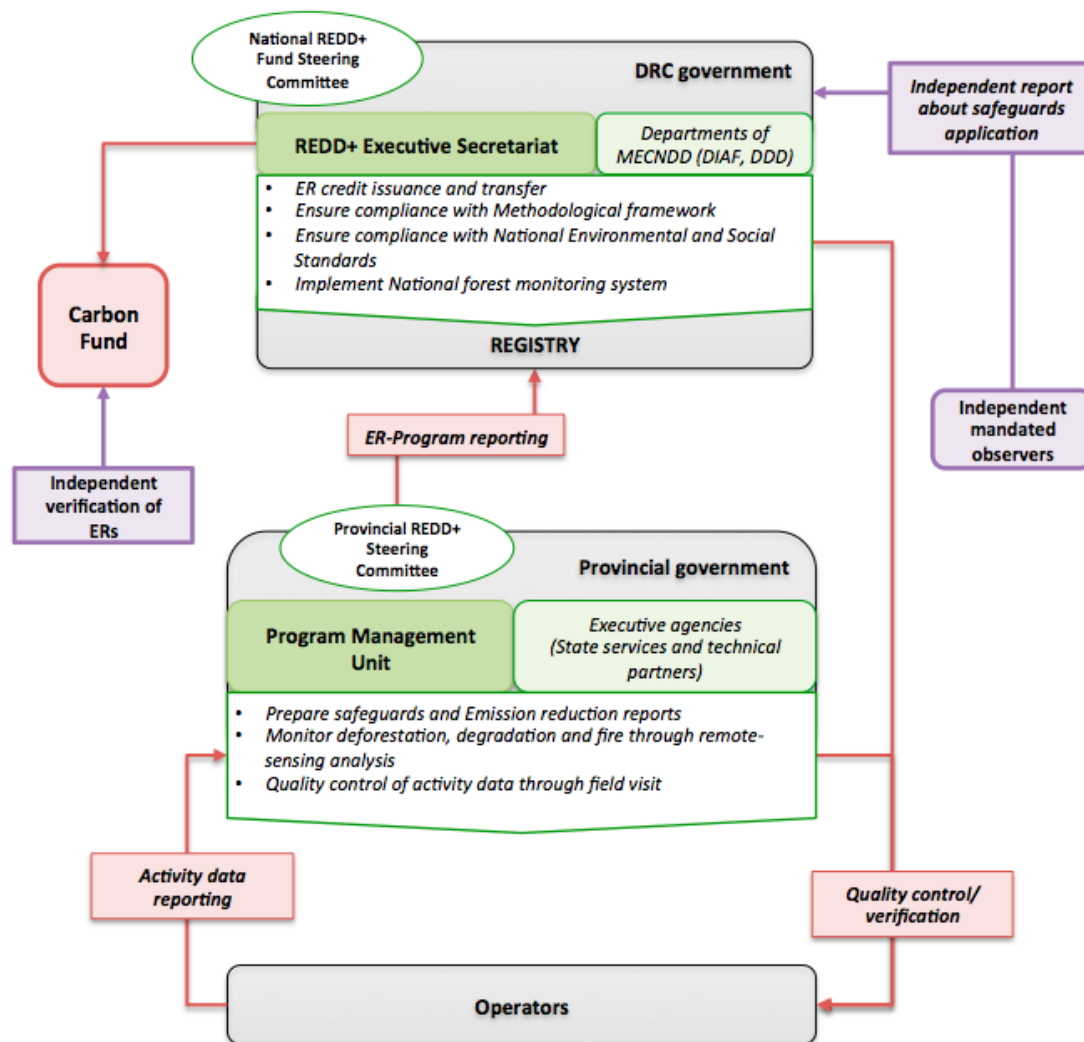 National REDD+
Fund Steering
Committee
DRC government
Independent report
about safeguards
application
REDD+ Executive Secretariat
Departments of
MECNDD (DIAF, DDD)
• ER credit issuance and transfer
• Ensure compliance with Methodological framework
• Ensure compliance with National Environmental and Social
Standards
• Implement National forest monitoring system
Carbon
Fund
REGISTRY
Independent
mandated
observers
ER-Program reporting
Independent
verification of
ERs
Provincial REDD+
Steering
Committee
Provincial government
Program Management
Unit
Executive agencies
(State services and technical
partners)
• Prepare safeguards and Emission reduction reports
• Monitor deforestation, degradation and fire through remote-
sensing analysis
• Quality control of activity data through field visit
Activity data
reporting
Quality control/
verification
Operators